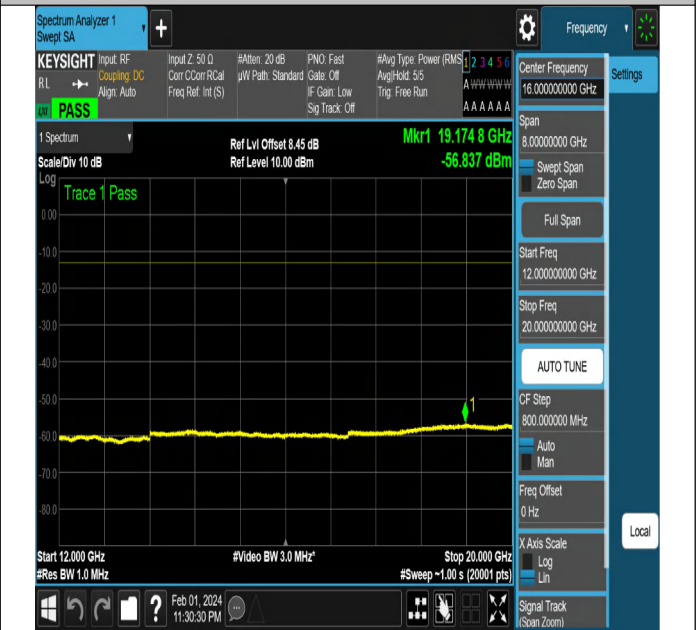 Spectrum Analyzer 1
Swept SA
Frequency
KEYSIGHT
RL
PASS
Input: RF
Coupling: DC
Align: Auto
Input Z: 50 Ω
Corr CCorr RCal
Freq Ref: Int (S)
#Atten: 20 dB
µW Path: Standard
PNO: Fast
Gate: Off
IF Gain: Low
Sig Track: Off
#Avg Type: Power (RMS
Avg|Hold: 5/5
Trig: Free Run
1 2 3 4 5 6
A W W W W W
A A A A A A
1 Spectrum
Scale/Div 10 dB
Ref Lvl Offset 8.45 dB
Ref Level 10.00 dBm
Mkr1 19.174 8 GHz
-56.837 dBm
Log
Trace 1 Pass
0.00
-10.0
-20.0
-30.0
-40.0
-50.0
-60.0
-70.0
-80.0
1
Start 12.000 GHz
#Res BW 1.0 MHz
#Video BW 3.0 MHz*
Stop 20.000 GHz
#Sweep ~1.00 s (20001 pts)
Center Frequency
16.000000000 GHz
Settings
Span
8.00000000 GHz
Swept Span
Zero Span
Full Span
Start Freq
12.000000000 GHz
Stop Freq
20.000000000 GHz
AUTO TUNE
CF Step
800.000000 MHz
Auto
Man
Freq Offset
0 Hz
X Axis Scale
Log
Lin
Local
Signal Track
(Span Zoom)
?
Feb 01, 2024
11:30:30 PM